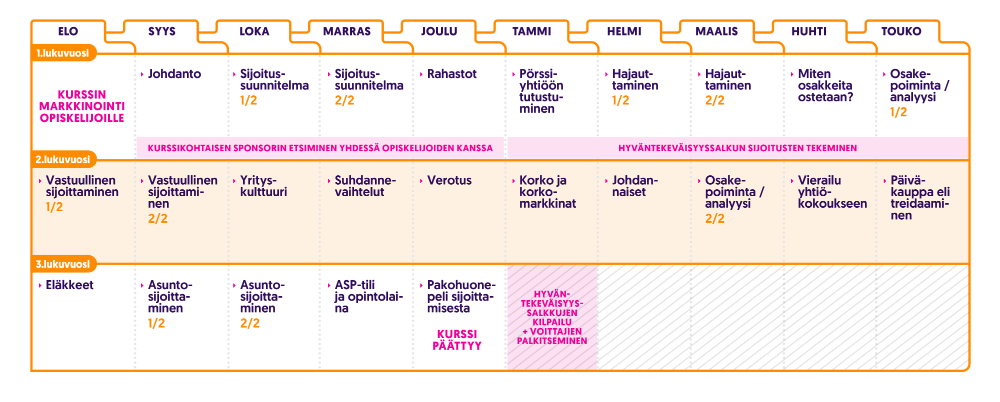 ELO SYYS LOKA MARRAS JOULU TAMMI HELMI MAALIS HUHTI TOUKO
1.lukuvuosi
KURSSIN
MARKKINOINTI
OPISKELIJOILLE
Johdanto
Sijoitus-
suunnitelma
1/2
Sijoitus-
suunnitelma
2/2
Rahastot
Pörssi-
yhtiöön
tutustu-
minen
Hajaut-
taminen
1/2
Hajaut-
taminen
2/2
Miten
osakkeita
ostetaan?
Osake-
poiminta /
analyysi
1/2
KURSSIKOHTAISEN SPONSORIN ETSIMINEN YHDESSÄ OPISKELIJOIDEN KANSSA
HYVÄNTEKEVÄISYYSSALKUN SIJOITUSTEN TEKEMINEN
2.lukuvuosi
Vastuullinen
sijoittaminen
1/2
Vastuullinen
sijoittami-
nen
2/2
Yritys-
kulttuuri
Suhdanne-
vaihtelut
Verotus
Korko ja
korko-
markkinat
Johdan-
naiset
Osake-
poiminta /
analyysi
2/2
Vierailu
yhtiö-
kokoukseen
Päivä-
kauppa eli
treidaami-
nen
3.lukuvuosi
Eläkkeet
Asunto-
sijoitta-
minen
1/2
Asunto-
sijoitta-
minen
2/2
ASP-tili
ja opintolai-
na
Pakohuone-
peli sijoitta-
misesta
KURSSI
PÄÄTTYY
HYVÄN-
TEKEVÄISYYS-
SALKKUJEN
KILPAILU
+ VOITTAJIEN
PALKITSEMINEN